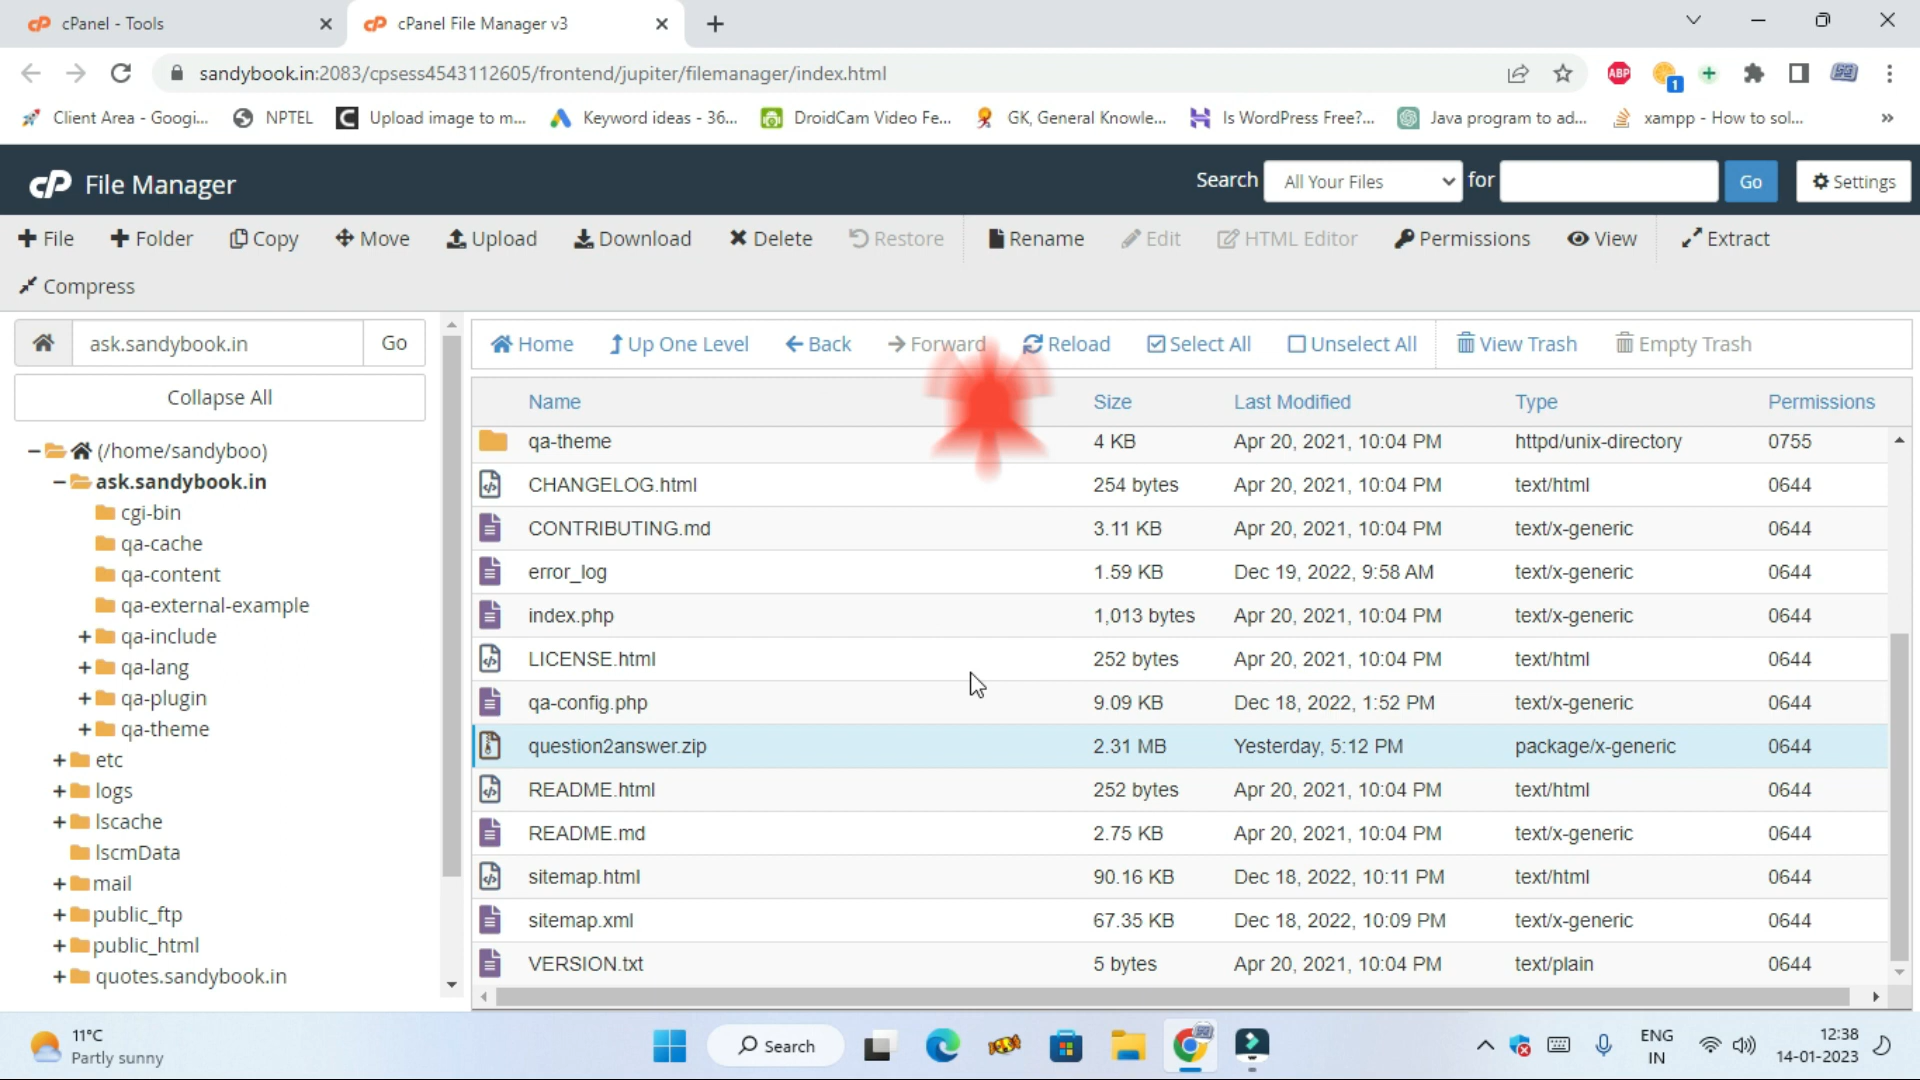 cPanel - Tools
cPanel File Manager v3
sandybook.in:2083/cpsess4543112605/frontend/jupiter/filemanager/index.html
ABP
1
Client Area - Googi...
NPTEL
Upload image to m...
Keyword ideas - 36...
DroidCam Video Fe...
GK, General Knowle...
Is WordPress Free?...
Java program to ad...
xampp - How to sol...
»
cP File Manager
Search All Your Files for Go Settings
+ File
+ Folder
Copy
Move
Upload
Download
Delete
Restore
Rename
Edit
HTML Editor
Permissions
View
Extract
Compress
ask.sandybook.in Go
Collapse All
(/home/sandyboo)
ask.sandybook.in
cgi-bin
qa-cache
qa-content
qa-external-example
qa-include
qa-lang
qa-plugin
qa-theme
etc
logs
lscache
lscmData
mail
public_ftp
public_html
quotes.sandybook.in
Home Up One Level Back Forward Reload Select All Unselect All View Trash Empty Trash
Name Size Last Modified Type Permissions
qa-theme 4 KB Apr 20, 2021, 10:04 PM httpd/unix-directory 0755
CHANGELOG.html 254 bytes Apr 20, 2021, 10:04 PM text/html 0644
CONTRIBUTING.md 3.11 KB Apr 20, 2021, 10:04 PM text/x-generic 0644
error_log 1.59 KB Dec 19, 2022, 9:58 AM text/x-generic 0644
index.php 1,013 bytes Apr 20, 2021, 10:04 PM text/x-generic 0644
LICENSE.html 252 bytes Apr 20, 2021, 10:04 PM text/html 0644
qa-config.php 9.09 KB Dec 18, 2022, 1:52 PM text/x-generic 0644
question2answer.zip 2.31 MB Yesterday, 5:12 PM package/x-generic 0644
README.html 252 bytes Apr 20, 2021, 10:04 PM text/html 0644
README.md 2.75 KB Apr 20, 2021, 10:04 PM text/x-generic 0644
sitemap.html 90.16 KB Dec 18, 2022, 10:11 PM text/html 0644
sitemap.xml 67.35 KB Dec 18, 2022, 10:09 PM text/x-generic 0644
VERSION.txt 5 bytes Apr 20, 2021, 10:04 PM text/plain 0644
11°C
Partly sunny
Search
ENG
IN
12:38
14-01-2023